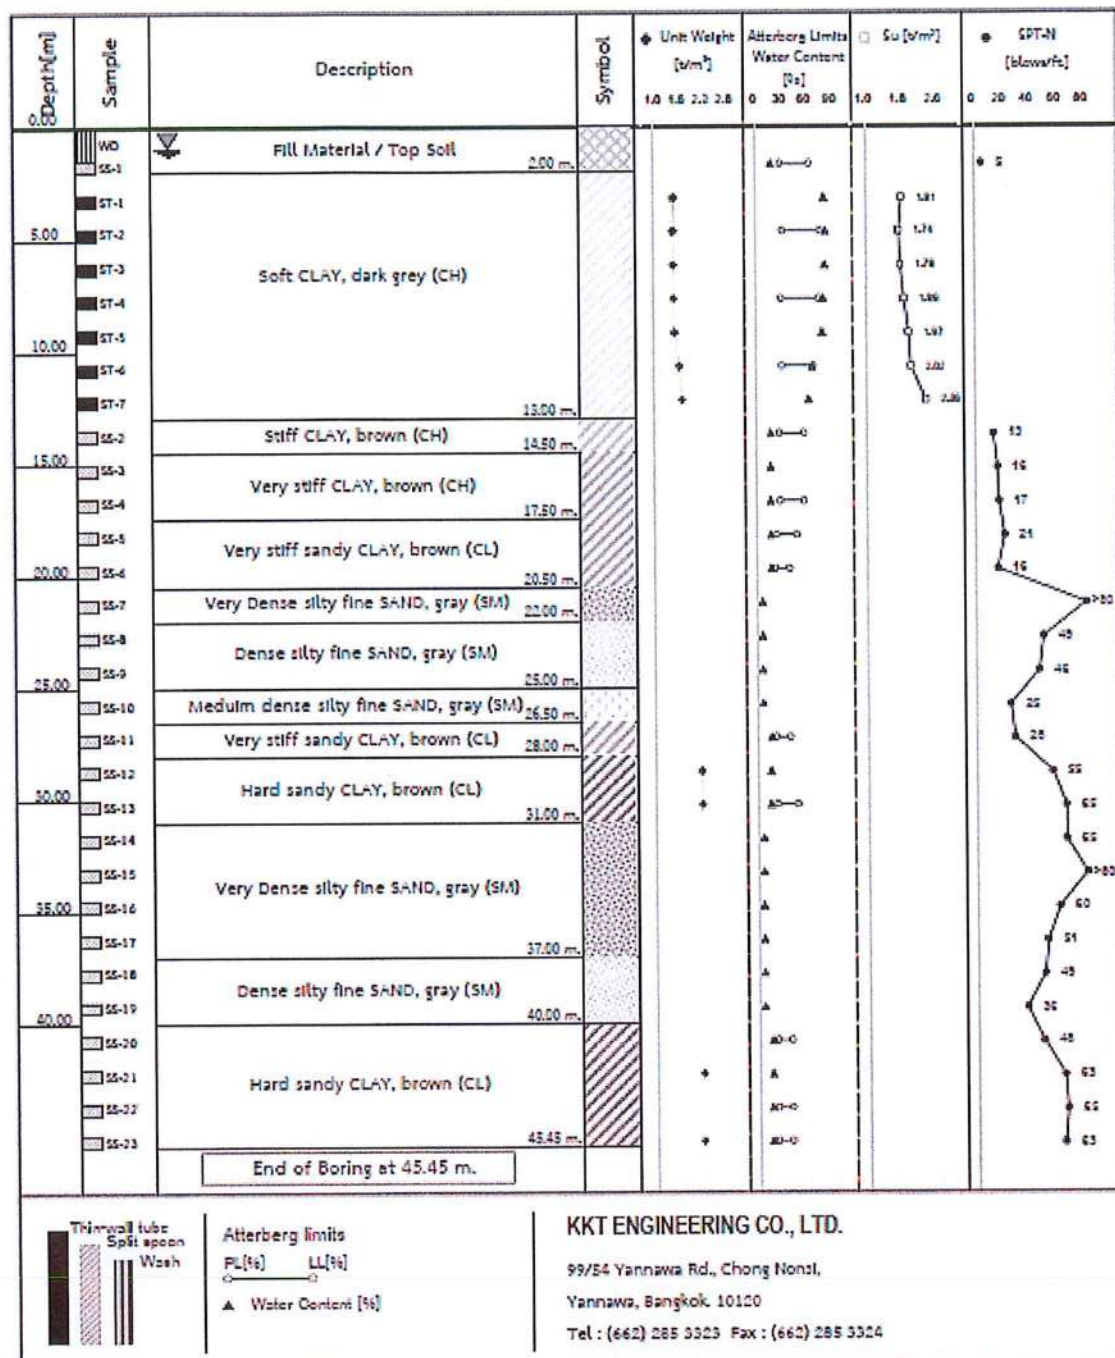 Depth[m]
Sample
Description
Symbol
Unit Weight
[t/m³]
1.0 1.6 2.2 2.8
Atterberg Limits
Water Content
[%]
0 30 60 90
Su [t/m²]
1.0 1.8 2.6
SPT-N
[blows/ft]
0 20 40 60 80
0.00
WO
Fill Material / Top Soil
2.00 m.
SS-1
5
ST-1
1.81
ST-2
5.00
ST-3
1.78
Soft CLAY, dark grey (CH)
ST-4
ST-5
1.97
10.00
ST-6
2.02
ST-7
13.00 m.
SS-2
Stiff CLAY, brown (CH)
14.50 m.
15.00
SS-3
16
Very stiff CLAY, brown (CH)
SS-4
17
17.50 m.
SS-5
21
Very stiff sandy CLAY, brown (CL)
SS-6
16
20.00
20.50 m.
SS-7
Very Dense silty fine SAND, gray (SM)
22.00 m.
>80
SS-8
Dense silty fine SAND, gray (SM)
SS-9
46
25.00
25.00 m.
SS-10
Meduim dense silty fine SAND, gray (SM)
26.50 m.
25
SS-11
Very stiff sandy CLAY, brown (CL)
28.00 m.
28
SS-12
55
Hard sandy CLAY, brown (CL)
30.00
SS-13
65
31.00 m.
SS-14
65
SS-15
>80
Very Dense silty fine SAND, gray (SM)
35.00
SS-16
60
SS-17
51
37.00 m.
SS-18
Dense silty fine SAND, gray (SM)
SS-19
36
40.00
40.00 m.
SS-20
48
SS-21
63
Hard sandy CLAY, brown (CL)
SS-22
65
SS-23
63
45.45 m.
End of Boring at 45.45 m.
Thin-wall tube
Split spoon
Wash
Atterberg limits
PL[%] LL[%]
Water Content [%]
KKT ENGINEERING CO., LTD.
99/54 Yannawa Rd., Chong Nonsi,
Yannawa, Bangkok. 10120
Tel : (662) 285 3323 Fax : (662) 285 3324